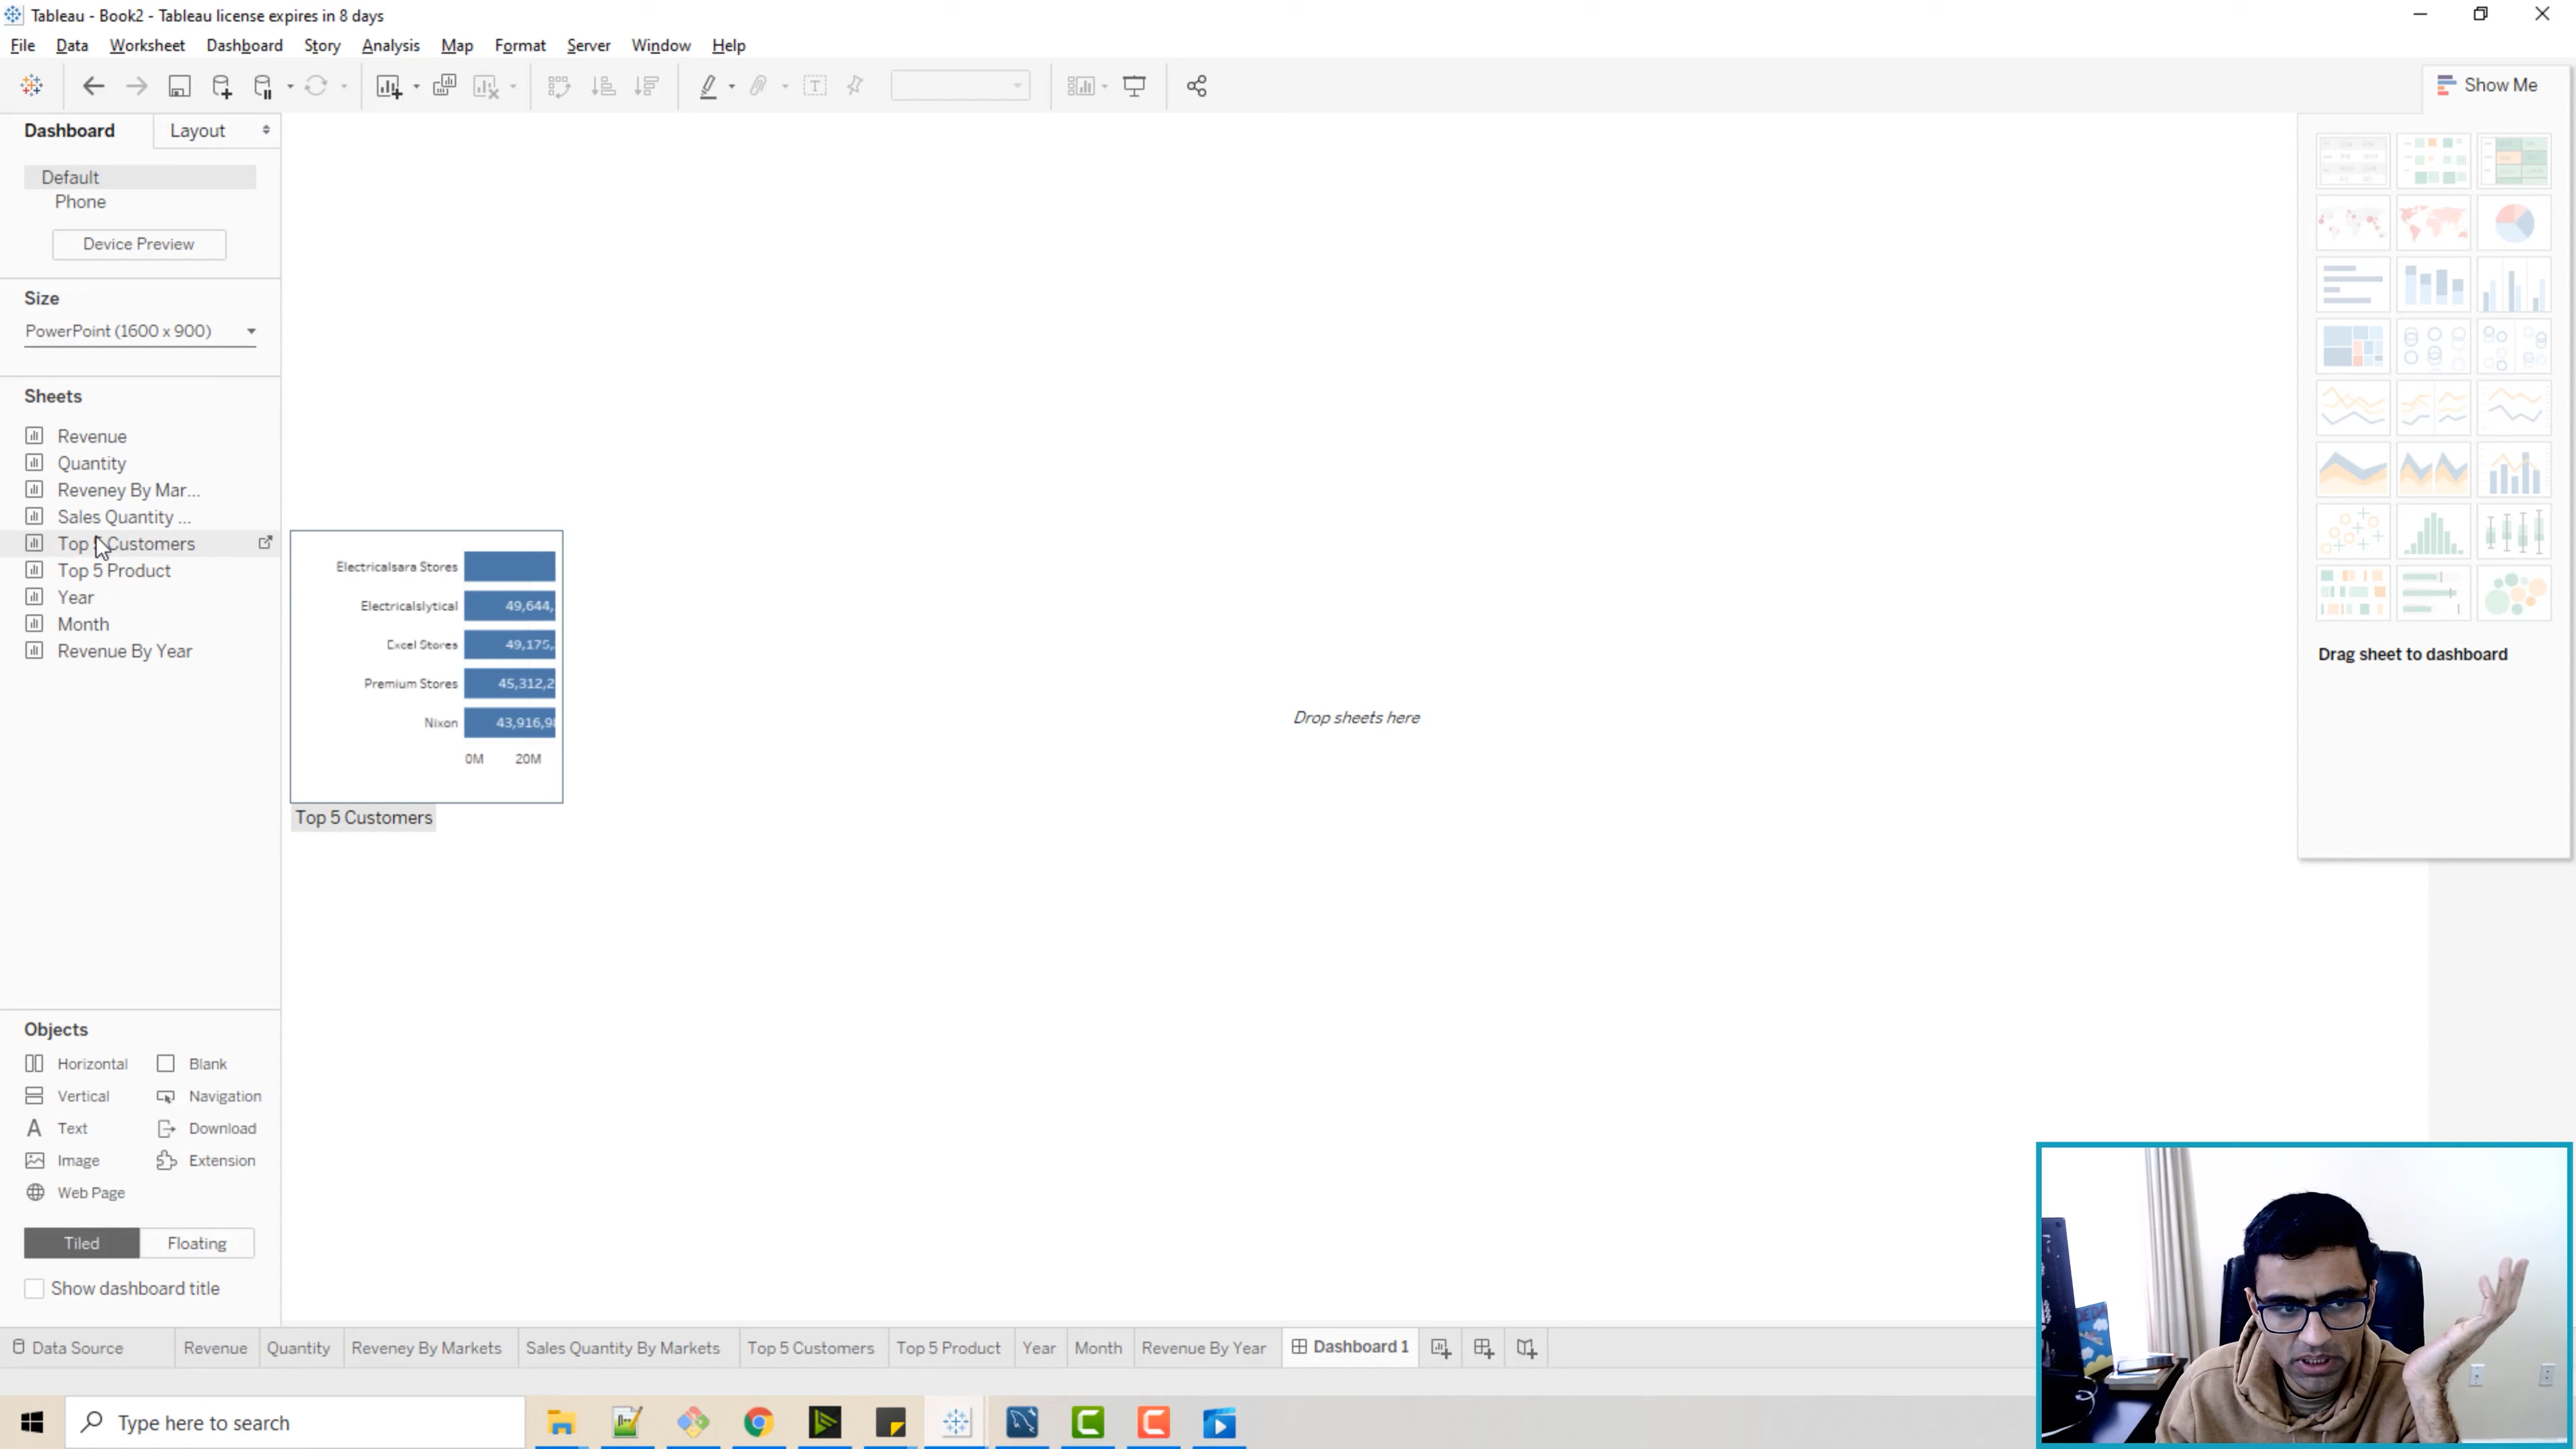 Tableau - Book2 - Tableau license expires in 8 days
File Data Worksheet Dashboard Story Analysis Map Format Server Window Help
Show Me
Dashboard Layout
Default
Phone
Device Preview
Size
PowerPoint (1600 x 900)
Sheets
Revenue
Quantity
Reveney By Mar...
Sales Quantity ...
Top 5 Customers
Top 5 Product
Year
Month
Revenue By Year
Electricalsara Stores
Electricalslytical 49,644,
Excel Stores 49,175,
Premium Stores 45,312,2
Nixon 43,916,9
0M 20M
Top 5 Customers
Drop sheets here
Drag sheet to dashboard
Objects
Horizontal Blank
Vertical Navigation
Text Download
Image Extension
Web Page
Tiled Floating
Show dashboard title
Data Source Revenue Quantity Reveney By Markets Sales Quantity By Markets Top 5 Customers Top 5 Product Year Month Revenue By Year Dashboard 1
Type here to search